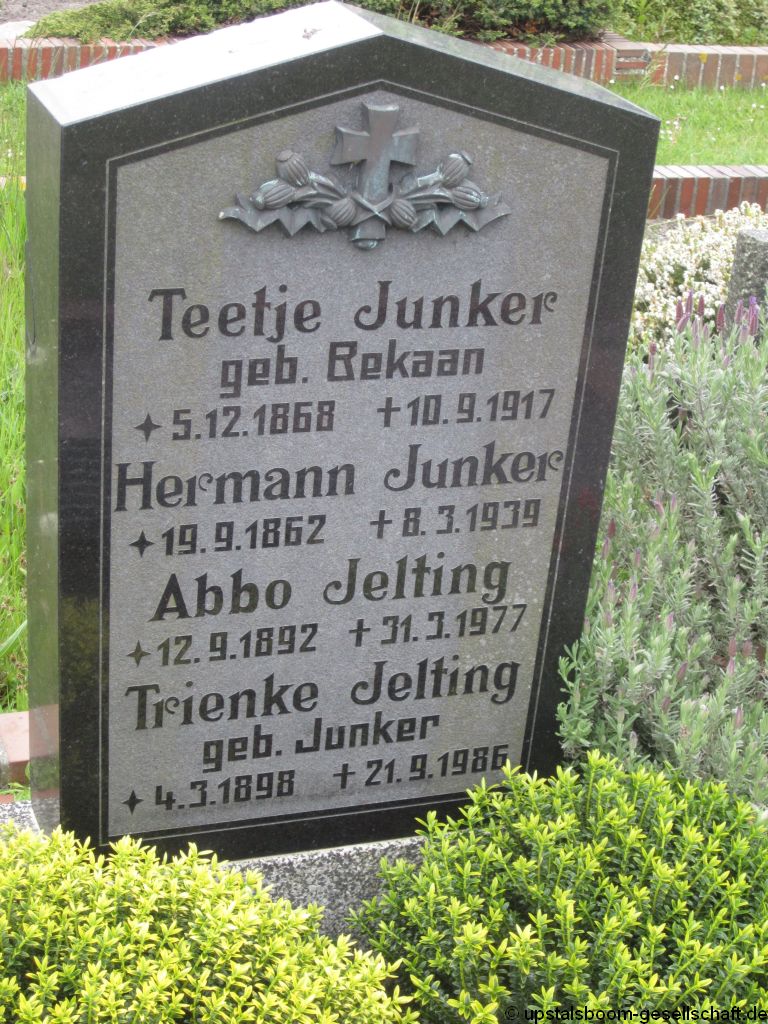 Teetje Junker
geb. Bekaan
✦ 5.12.1868 ✝ 10.9.1917
Hermann Junker
✦ 19.9.1862 ✝ 8.3.1939
Abbo Jelting
✦ 12.9.1892 ✝ 31.3.1977
Trienke Jelting
geb. Junker
✦ 4.3.1898 ✝ 21.9.1986
© upstalsboom-gesellschaft.de